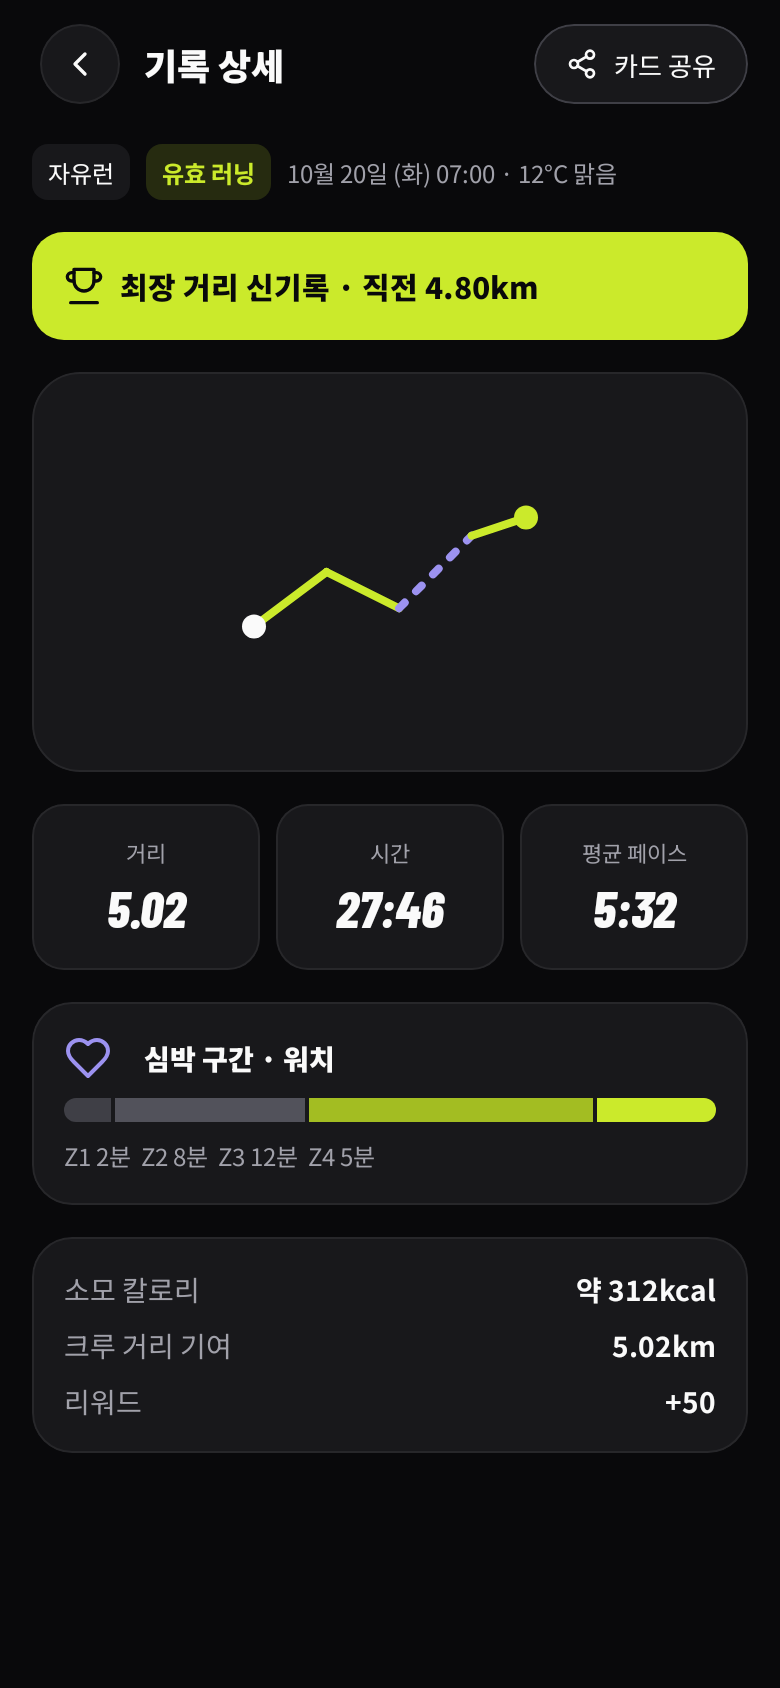 기록 상세
카드 공유
자유런
유효 러닝
10월 20일 (화) 07:00 · 12°C 맑음
최장 거리 신기록 · 직전 4.80km
거리
5.02
시간
27:46
평균 페이스
5:32
심박 구간 · 워치
Z1 2분 Z2 8분 Z3 12분 Z4 5분
소모 칼로리 약 312kcal
크루 거리 기여 5.02km
리워드 +50